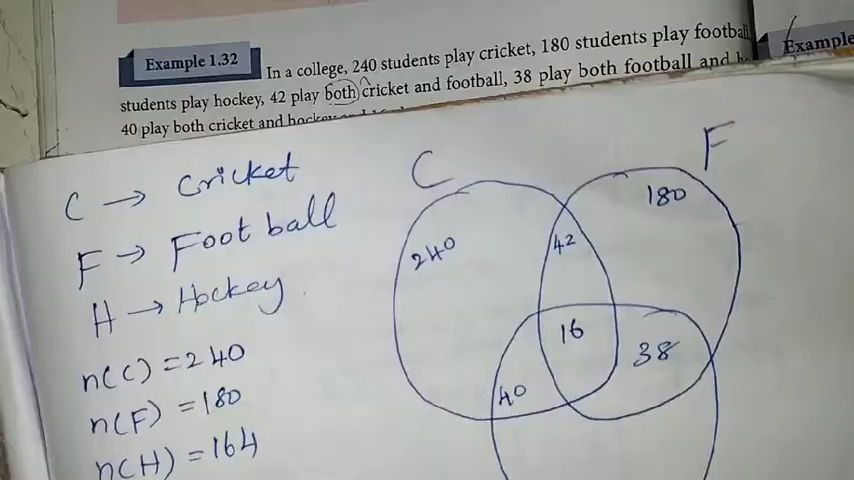 Example 1.32
In a college, 240 students play cricket, 180 students play football
students play hockey, 42 play both cricket and football, 38 play both football and
40 play both cricket and hockey
Example
C → Cricket
F → Foot ball
H → Hockey.
n(C) = 240
n(F) = 180
n(H) = 164
C
F
240
180
42
16
38
40